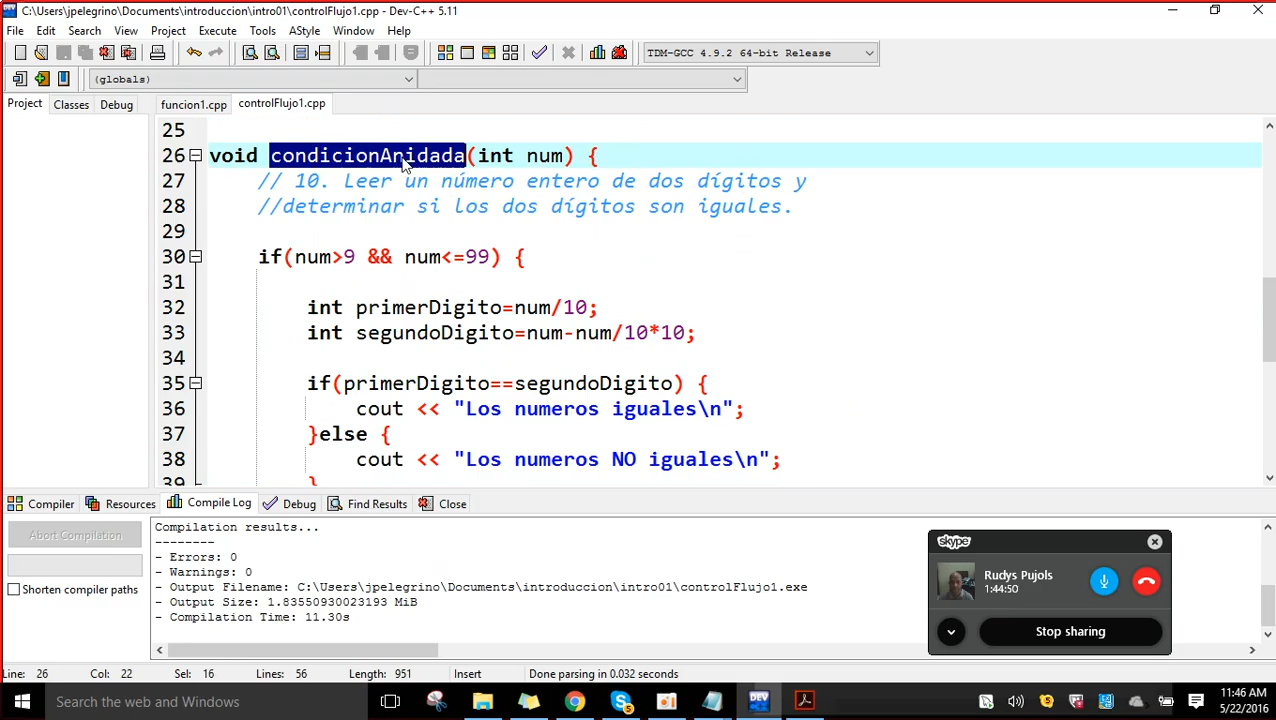 C:\Users\jpelegrino\Documents\introduccion\intro01\controlFlujo1.cpp - Dev-C++ 5.11
File Edit Search View Project Execute Tools AStyle Window Help
TDM-GCC 4.9.2 64-bit Release
(globals)
Project Classes Debug funcion1.cpp controlFlujo1.cpp
25
26 void condicionAnidada(int num) {
27 // 10. Leer un número entero de dos dígitos y
28 //determinar si los dos dígitos son iguales.
29
30 if(num>9 && num<=99) {
31
32 int primerDigito=num/10;
33 int segundoDigito=num-num/10*10;
34
35 if(primerDigito==segundoDigito) {
36 cout << "Los numeros iguales\n";
37 }else {
38 cout << "Los numeros NO iguales\n";
39 }
Compiler Resources Compile Log Debug Find Results Close
Abort Compilation
Shorten compiler paths
Compilation results...
--------
- Errors: 0
- Warnings: 0
- Output Filename: C:\Users\jpelegrino\Documents\introduccion\intro01\controlFlujo1.exe
- Output Size: 1.83550930023193 MiB
- Compilation Time: 11.30s
skype
Rudys Pujols
1:44:50
Stop sharing
Line: 26 Col: 22 Sel: 16 Lines: 56 Length: 951 Insert Done parsing in 0.032 seconds
Search the web and Windows
11:46 AM
5/22/2016